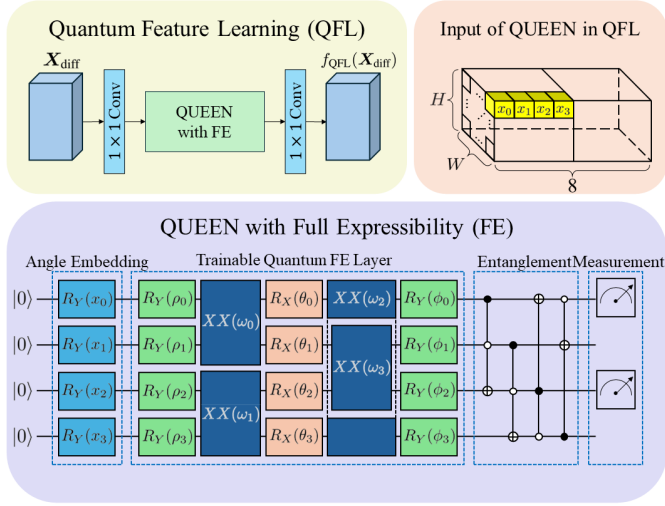 Quantum Feature Learning (QFL)
X_diff
f_QFL(X_diff)
1 × 1 Conv
QUEEN
with FE
1 × 1 Conv
Input of QUEEN in QFL
H
x_0 x_1 x_2 x_3
W
8
QUEEN with Full Expressibility (FE)
Angle Embedding Trainable Quantum FE Layer Entanglement Measurement
|0⟩ R_Y(x_0) R_Y(ρ_0) R_X(θ_0) XX(ω_2) R_Y(ϕ_0)
XX(ω_0)
|0⟩ R_Y(x_1) R_Y(ρ_1) R_X(θ_1) R_Y(ϕ_1)
XX(ω_3)
|0⟩ R_Y(x_2) R_Y(ρ_2) R_X(θ_2) R_Y(ϕ_2)
XX(ω_1)
|0⟩ R_Y(x_3) R_Y(ρ_3) R_X(θ_3) R_Y(ϕ_3)